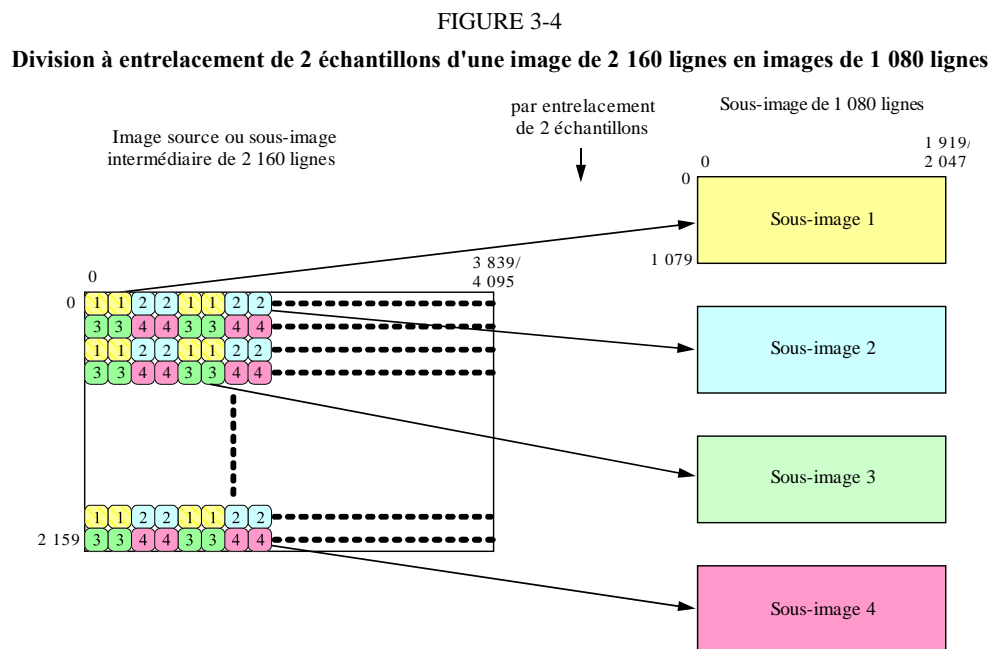 FIGURE 3-4
Division à entrelacement de 2 échantillons d'une image de 2 160 lignes en images de 1 080 lignes
Image source ou sous-image
intermédiaire de 2 160 lignes
par entrelacement
de 2 échantillons
Sous-image de 1 080 lignes
0
1 919/
2 047
0
Sous-image 1
1 079
0
3 839/
4 095
0
1 1 2 2 1 1 2 2
3 3 4 4 3 3 4 4
1 1 2 2 1 1 2 2
3 3 4 4 3 3 4 4
Sous-image 2
Sous-image 3
1 1 2 2 1 1 2 2
2 159
3 3 4 4 3 3 4 4
Sous-image 4